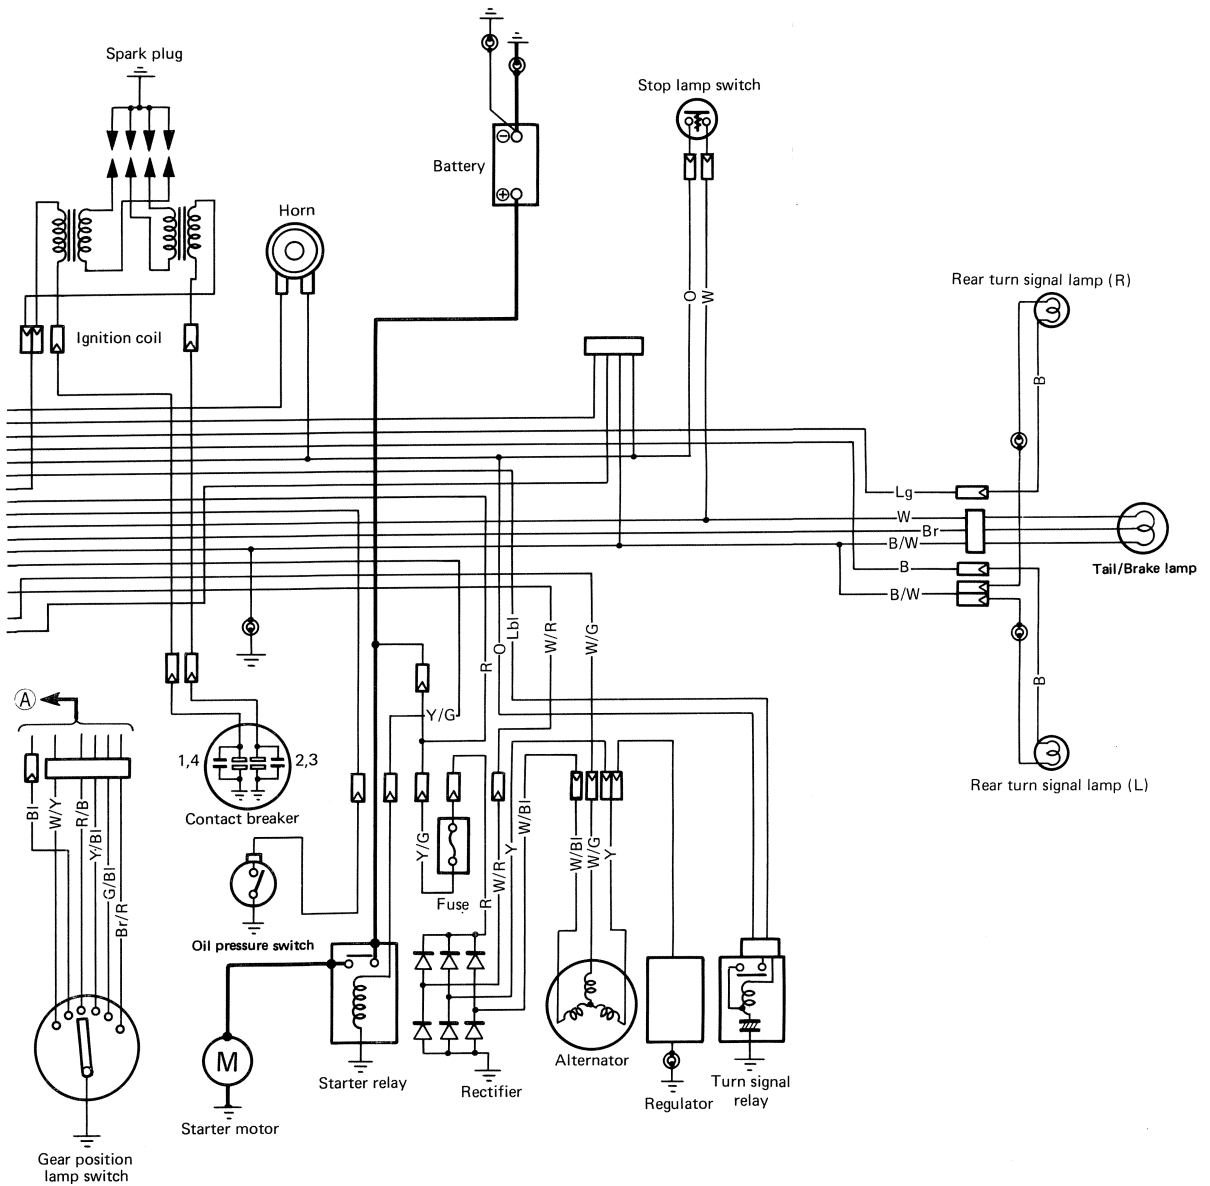 Spark plug
Battery
Stop lamp switch
Horn
Ignition coil
Rear turn signal lamp (R)
O
W
B
Lg
W
Br
B/W
B
B/W
Tail/Brake lamp
B
Rear turn signal lamp (L)
A
1,4
2,3
Contact breaker
Bl
W/Y
R/B
Y/Bl
G/Bl
Br/R
Y/G
R
O
Lbl
W/R
W/G
Y/G
W/R
Y
W/Bl
W/Bl
W/G
Y
R
Fuse
Oil pressure switch
M
Starter motor
Starter relay
Rectifier
Alternator
Regulator
Turn signal
relay
Gear position
lamp switch